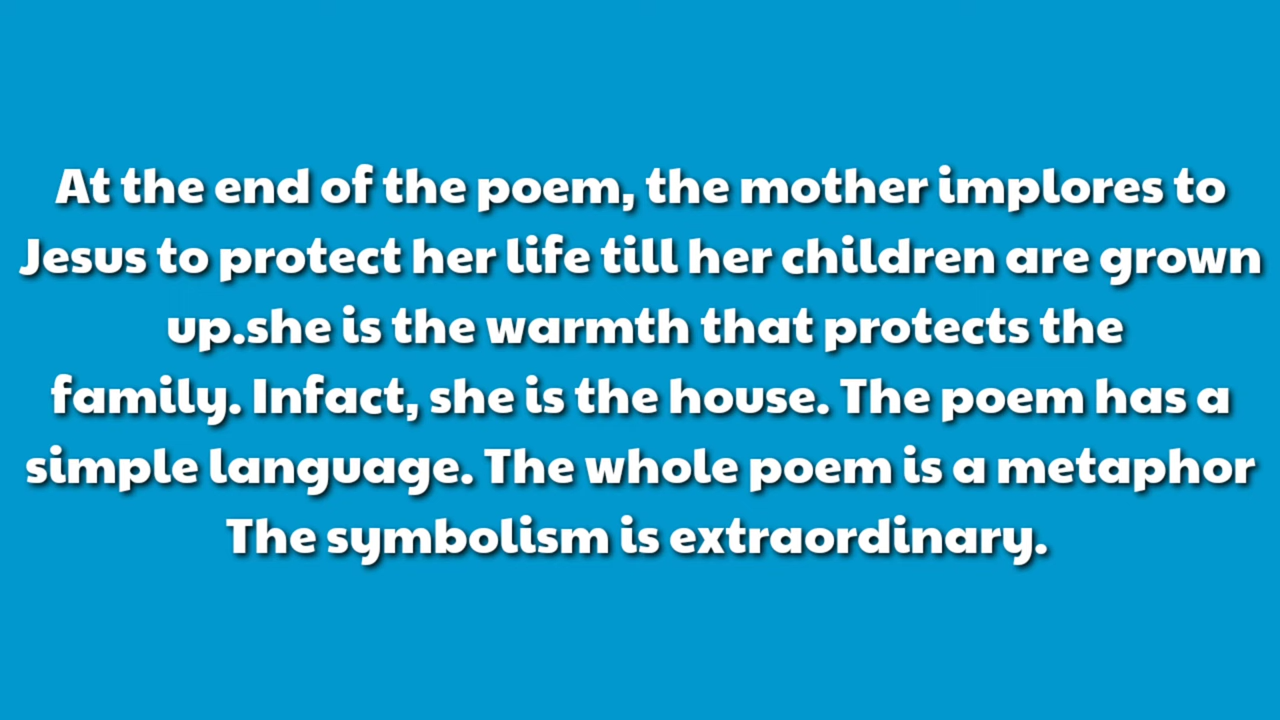 At the end of the poem, the mother implores to
Jesus to protect her life till her children are grown
up.she is the warmth that protects the
family. Infact, she is the house. The poem has a
simple language. The whole poem is a metaphor
The symbolism is extraordinary.